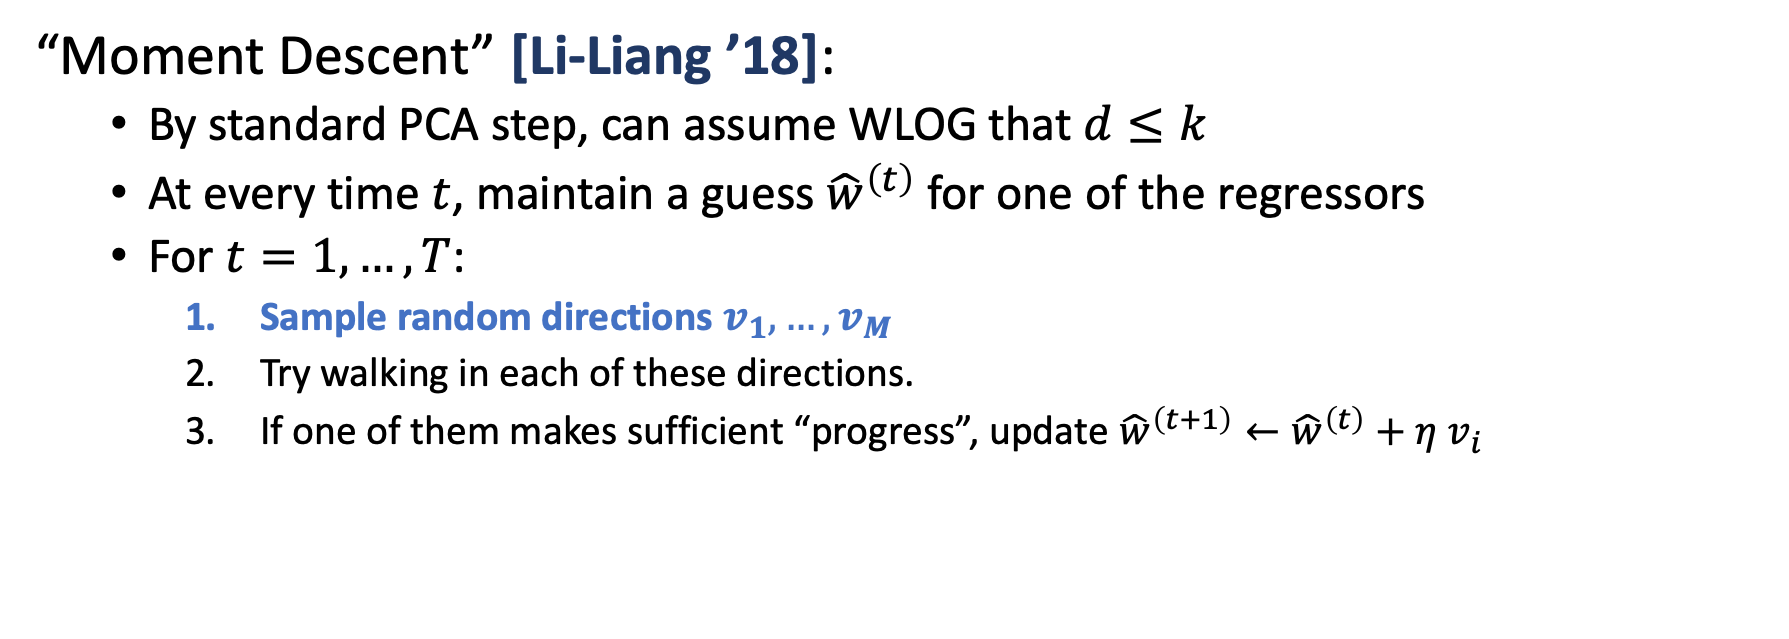 “Moment Descent” [Li-Liang ’18]:
• By standard PCA step, can assume WLOG that d ≤ k
• At every time t, maintain a guess ŵ^(t) for one of the regressors
• For t = 1, … , T:
1. Sample random directions v₁, … , v_M
2. Try walking in each of these directions.
3. If one of them makes sufficient “progress”, update ŵ^(t+1) ← ŵ^(t) + η vᵢ